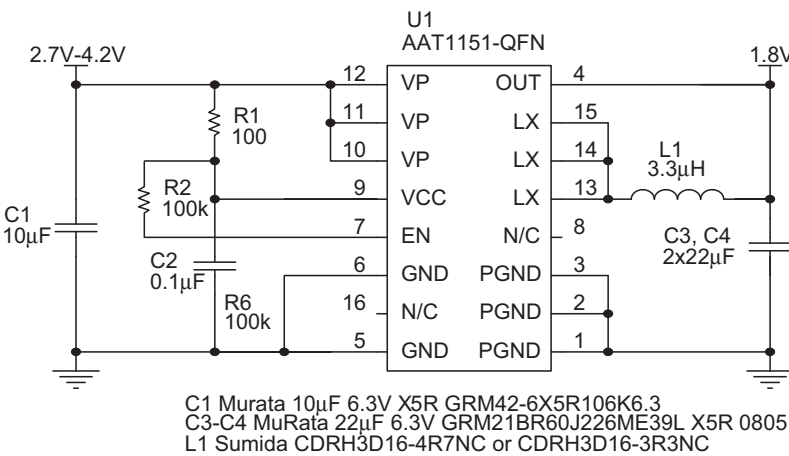 U1
AAT1151-QFN
2.7V-4.2V
1.8V
12 VP OUT 4
R1
100
11 VP LX 15
10 VP LX 14
L1
3.3µH
R2
100k
9 VCC LX 13
7 EN N/C 8
C1
10µF
C2
0.1µF
C3, C4
2x22µF
6 GND PGND 3
R6
100k
16 N/C PGND 2
5 GND PGND 1
C1 Murata 10µF 6.3V X5R GRM42-6X5R106K6.3
C3-C4 MuRata 22µF 6.3V GRM21BR60J226ME39L X5R 0805
L1 Sumida CDRH3D16-4R7NC or CDRH3D16-3R3NC